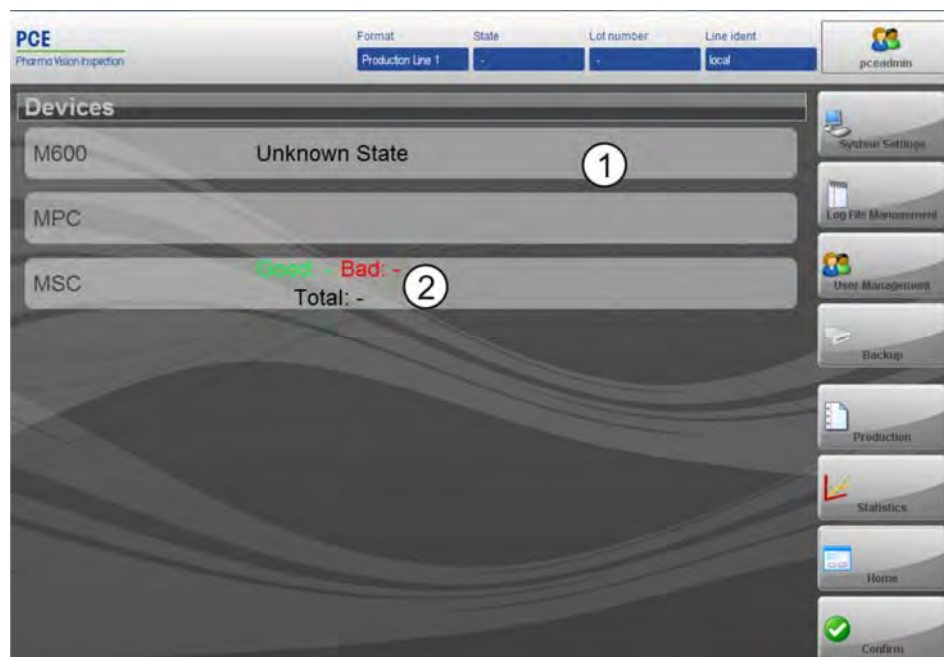 PCE
Pharma Vision Inspection
Format
State
Lot number
Line ident
Production Line 1
-
-
local
pceadmin
Devices
M600
Unknown State
1
MPC
MSC
Good: - Bad: -
Total: -
2
System Settings
Log File Management
User Management
Backup
Production
Statistics
Home
Confirm